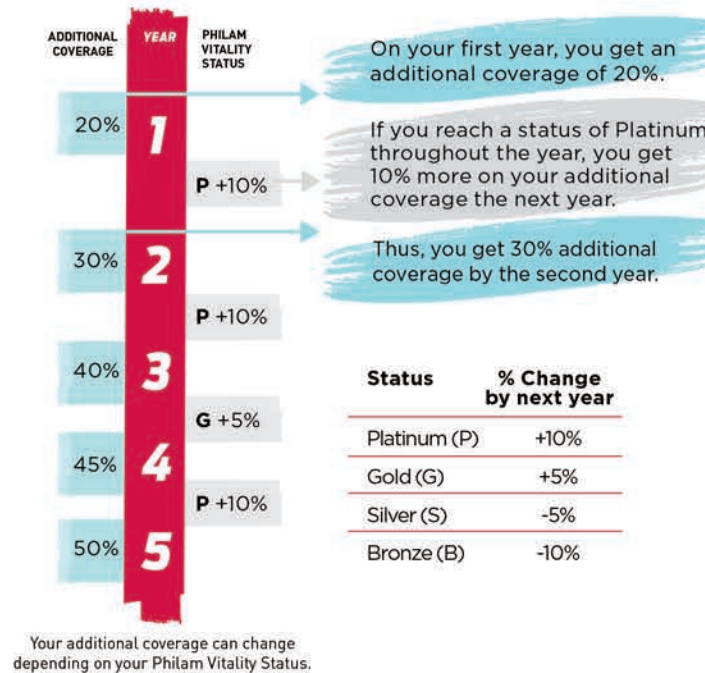 ADDITIONAL COVERAGE
YEAR
PHILAM VITALITY STATUS
On your first year, you get an
additional coverage of 20%.
20%
1
If you reach a status of Platinum
throughout the year, you get
10% more on your additional
coverage the next year.
P +10%
30%
2
Thus, you get 30% additional
coverage by the second year.
P +10%
40%
3
G +5%
45%
4
P +10%
50%
5
Status % Change by next year
Platinum (P) +10%
Gold (G) +5%
Silver (S) -5%
Bronze (B) -10%
Your additional coverage can change
depending on your Philam Vitality Status.